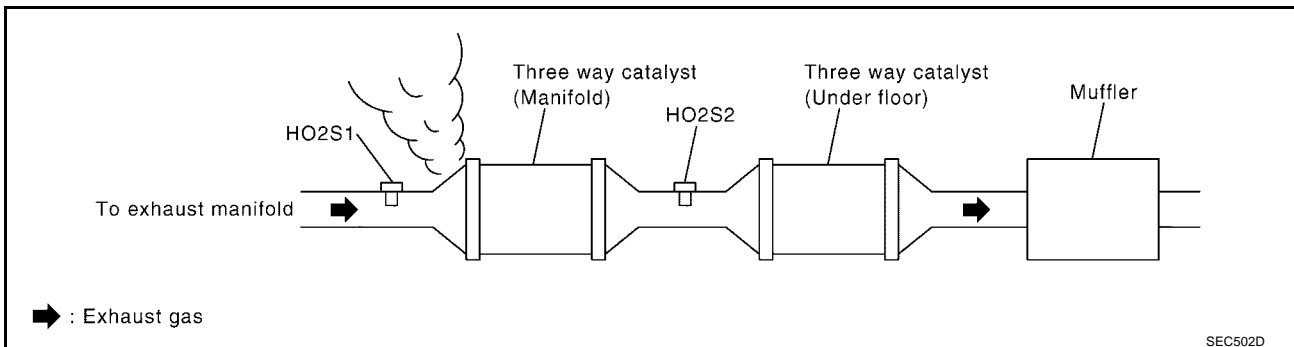 Three way catalyst
(Manifold)
Three way catalyst
(Under floor)
Muffler
HO2S1
HO2S2
To exhaust manifold
: Exhaust gas
SEC502D